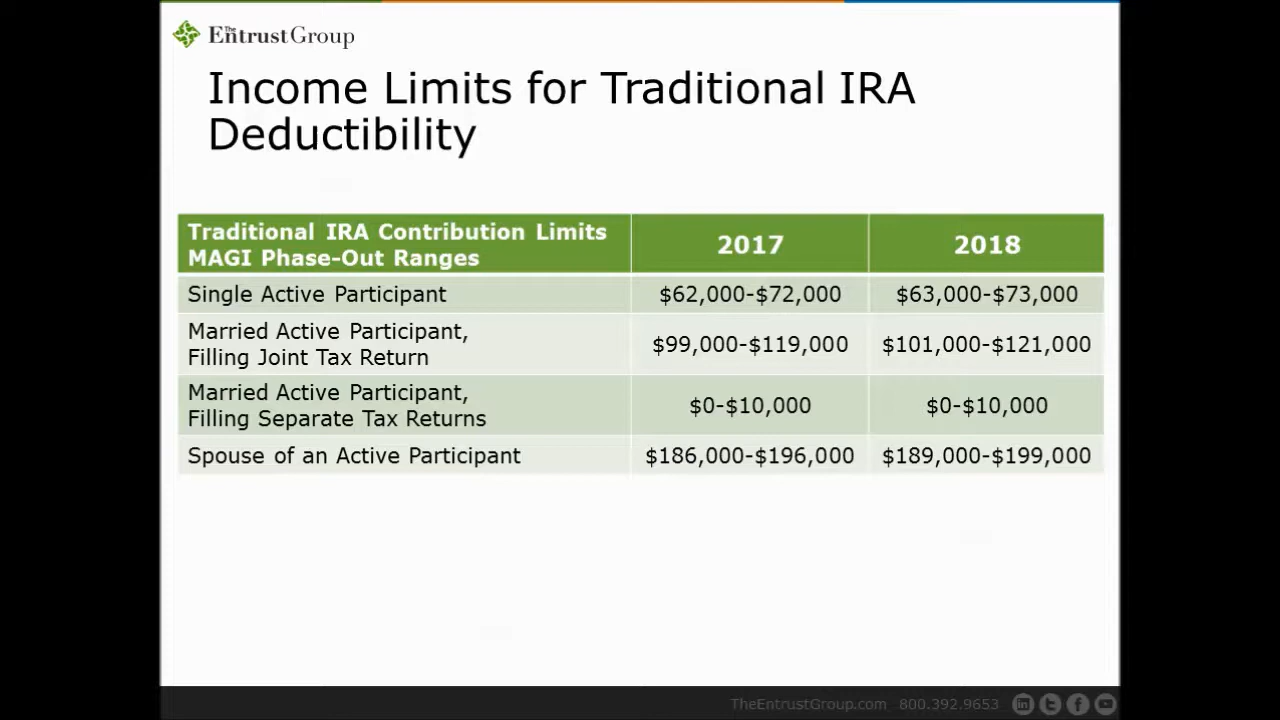 The EntrustGroup
Income Limits for Traditional IRA
Deductibility
Traditional IRA Contribution Limits
MAGI Phase-Out Ranges
2017
2018
Single Active Participant
$62,000-$72,000
$63,000-$73,000
Married Active Participant,
Filling Joint Tax Return
$99,000-$119,000
$101,000-$121,000
Married Active Participant,
Filling Separate Tax Returns
$0-$10,000
$0-$10,000
Spouse of an Active Participant
$186,000-$196,000
$189,000-$199,000
TheEntrustGroup.com 800.392.9653